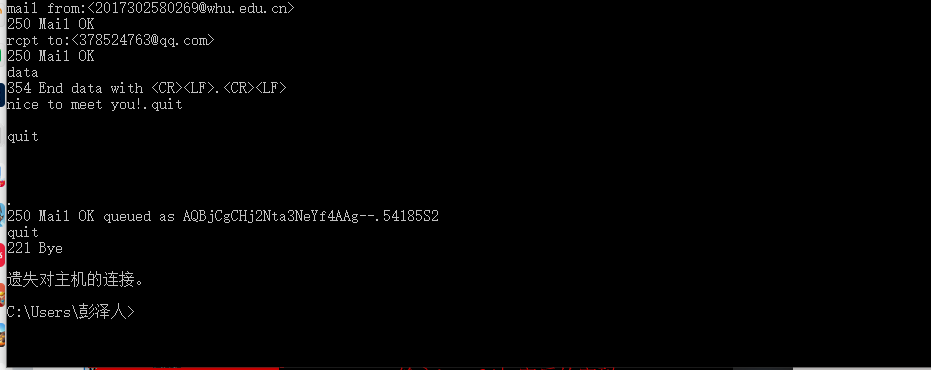 mail from:<2017302580269@whu.edu.cn>
250 Mail OK
rcpt to:<378524763@qq.com>
250 Mail OK
data
354 End data with <CR><LF>.<CR><LF>
nice to meet you!.quit
quit
.
250 Mail OK queued as AQBjCgCHj2Nta3NeYf4AAg--.54185S2
quit
221 Bye
遗失对主机的连接。
C:\Users\彭泽人>